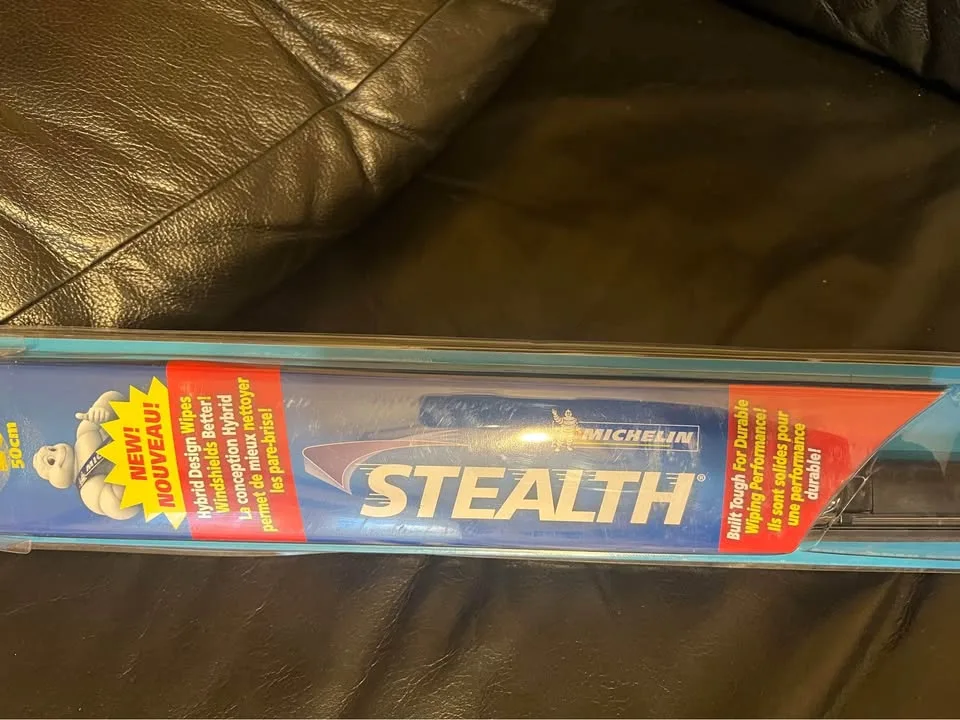 50cm
NEW!
NOUVEAU!
Hybrid Design Wipes
Windshields Better!
La conception Hybrid
permet de mieux nettoyer
les pare-brise!
MICHELIN
STEALTH®
Built Tough For Durable
Wiping Performance!
Ils sont solides pour
une performance
durable!